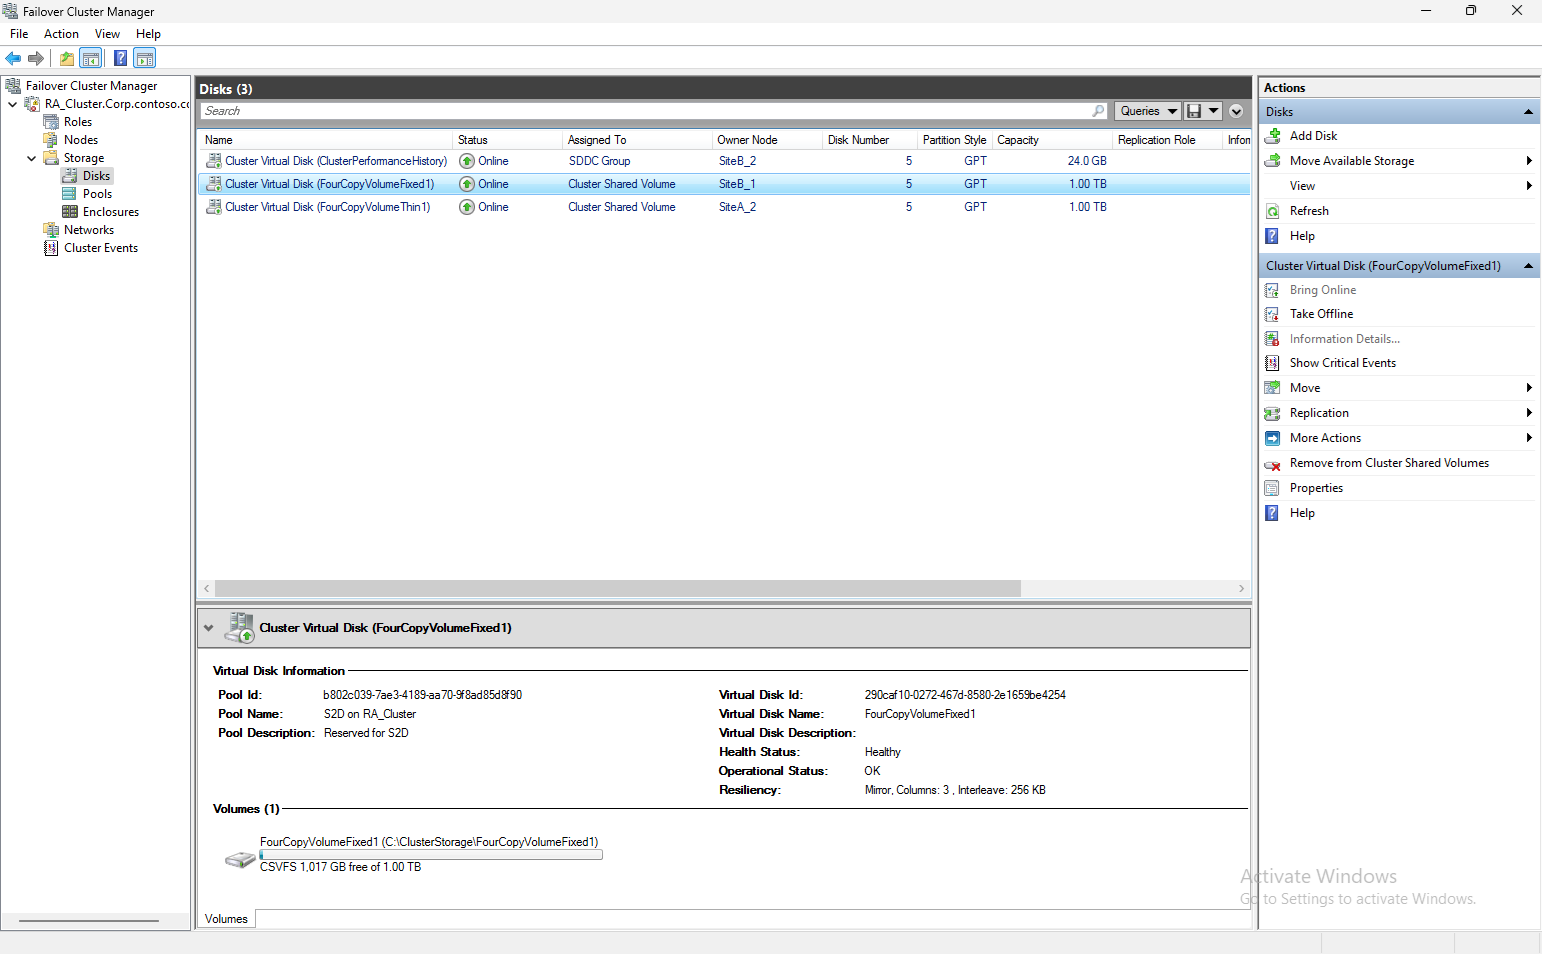 Failover Cluster Manager
File Action View Help
Failover Cluster Manager
RA_Cluster.Corp.contoso.co
Roles
Nodes
Storage
Disks
Pools
Enclosures
Networks
Cluster Events
Disks (3)
Search
Queries
Name Status Assigned To Owner Node Disk Number Partition Style Capacity Replication Role Infor
Cluster Virtual Disk (ClusterPerformanceHistory) Online SDDC Group SiteB_2 5 GPT 24.0 GB
Cluster Virtual Disk (FourCopyVolumeFixed1) Online Cluster Shared Volume SiteB_1 5 GPT 1.00 TB
Cluster Virtual Disk (FourCopyVolumeThin1) Online Cluster Shared Volume SiteA_2 5 GPT 1.00 TB
Cluster Virtual Disk (FourCopyVolumeFixed1)
Virtual Disk Information
Pool Id: b802c039-7ae3-4189-aa70-9f8ad85d8f90 Virtual Disk Id: 290caf10-0272-467d-8580-2e1659be4254
Pool Name: S2D on RA_Cluster Virtual Disk Name: FourCopyVolumeFixed1
Pool Description: Reserved for S2D Virtual Disk Description:
Health Status: Healthy
Operational Status: OK
Resiliency: Mirror, Columns: 3 , Interleave: 256 KB
Volumes (1)
FourCopyVolumeFixed1 (C:\ClusterStorage\FourCopyVolumeFixed1)
CSVFS 1,017 GB free of 1.00 TB
Volumes
Actions
Disks
Add Disk
Move Available Storage
View
Refresh
Help
Cluster Virtual Disk (FourCopyVolumeFixed1)
Bring Online
Take Offline
Information Details...
Show Critical Events
Move
Replication
More Actions
Remove from Cluster Shared Volumes
Properties
Help
Activate Windows
Go to Settings to activate Windows.